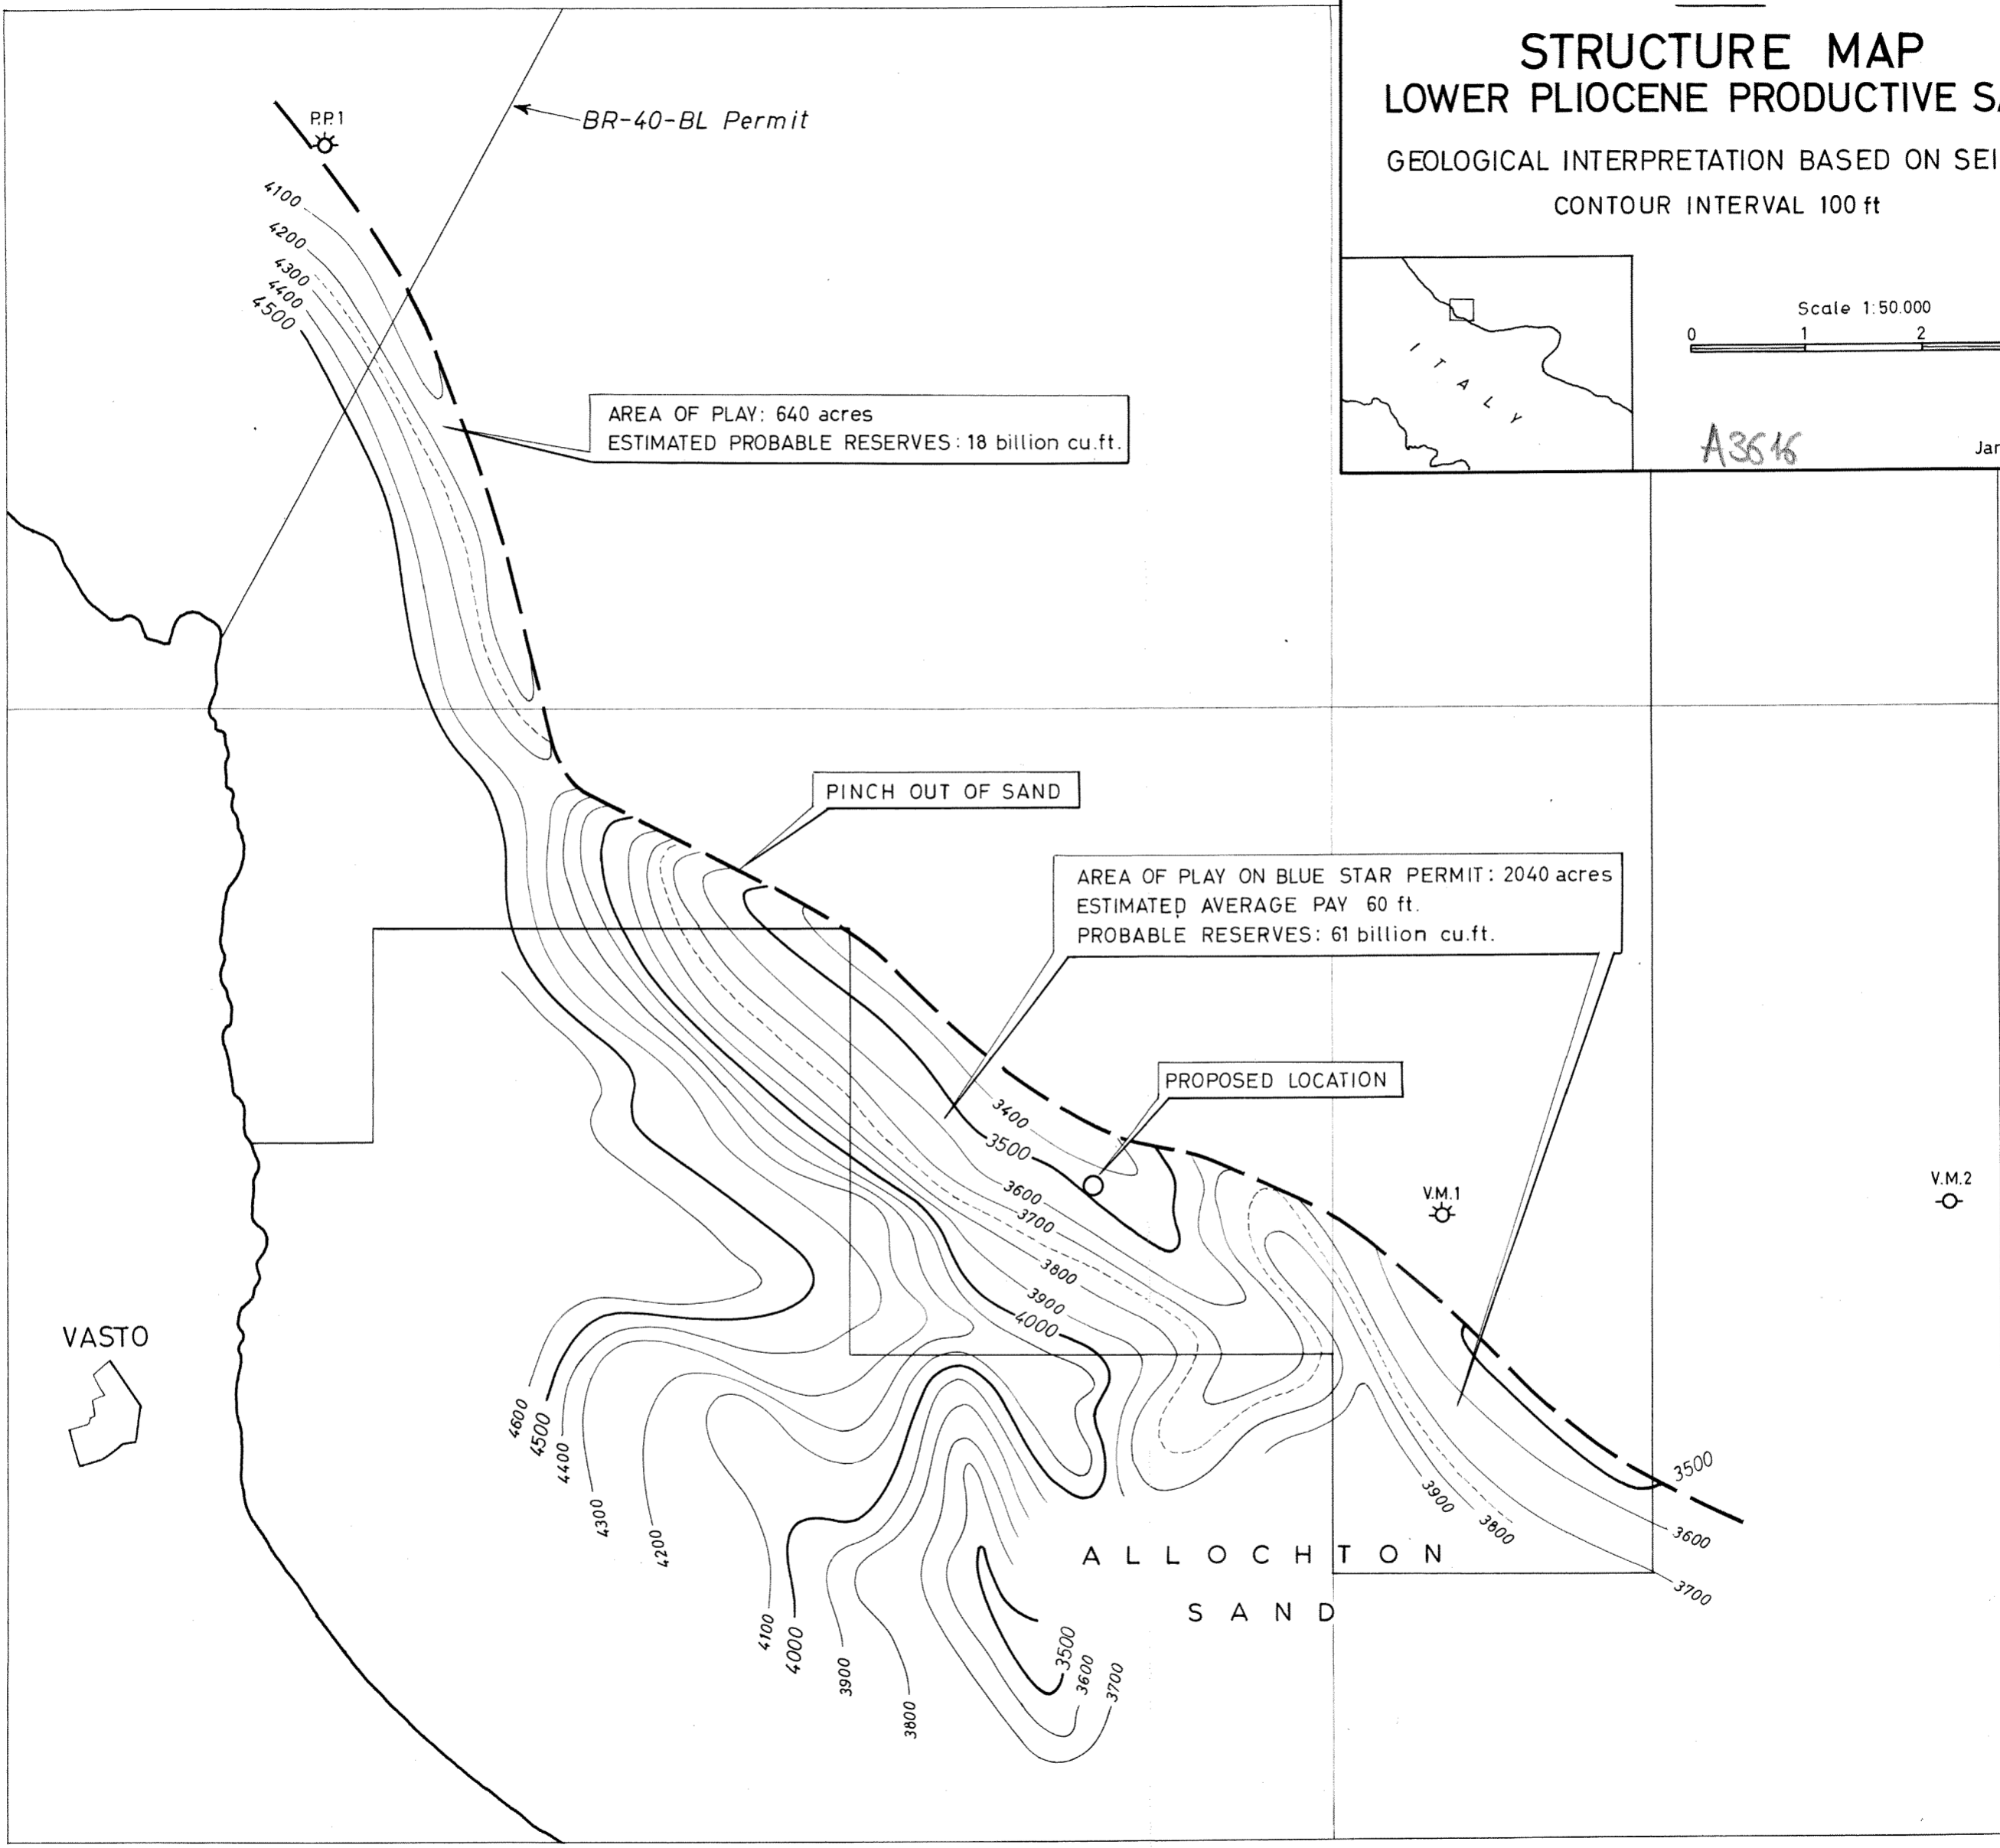 STRUCTURE MAP
LOWER PLIOCENE PRODUCTIVE
GEOLOGICAL INTERPRETATION BASED ON
CONTOUR INTERVAL 100 ft
Scale 1:50.000
0 1 2
ITALY
A3616
P.P.1
BR-40-BL Permit
4100
4200
4300
4400
4500
AREA OF PLAY: 640 acres
ESTIMATED PROBABLE RESERVES: 18 billion cu.ft.
PINCH OUT OF SAND
AREA OF PLAY ON BLUE STAR PERMIT: 2040 acres
ESTIMATED AVERAGE PAY 60 ft.
PROBABLE RESERVES: 61 billion cu.ft.
PROPOSED LOCATION
3400
3500
3600
3700
3800
3900
4000
V.M.1
V.M.2
VASTO
4600
4500
4400
4300
4200
4100
4000
3900
3800
3500
3600
3700
3900
3800
3500
3600
3700
ALLOCHTON
SAND